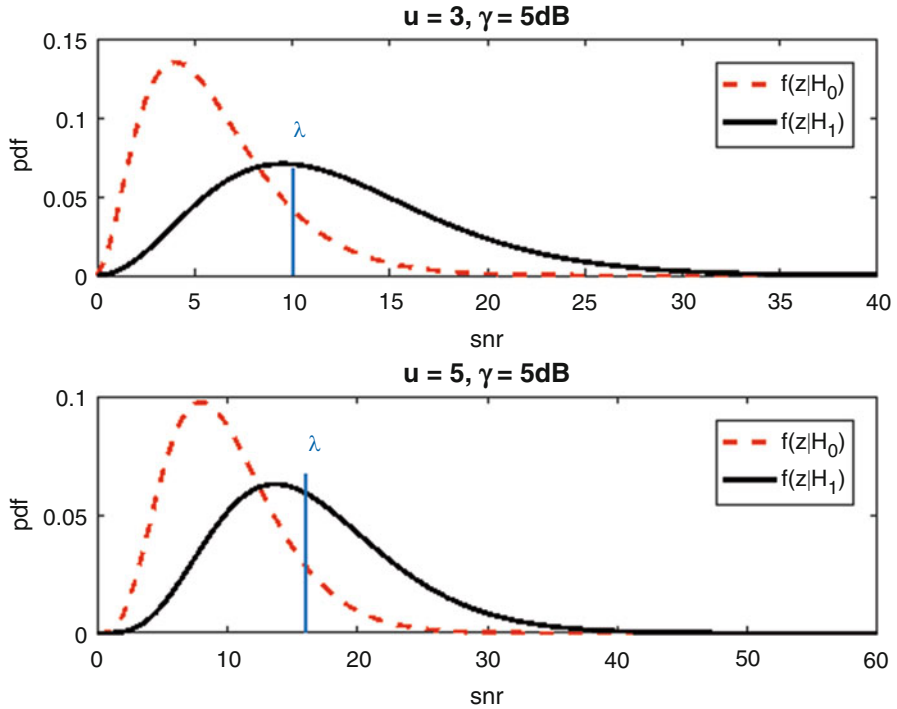 u = 3, γ = 5dB
0.15
0.1
0.05
0
pdf
λ
f(z|H₀)
f(z|H₁)
0 5 10 15 20 25 30 35 40
snr
u = 5, γ = 5dB
0.1
0.05
0
pdf
λ
f(z|H₀)
f(z|H₁)
0 10 20 30 40 50 60
snr